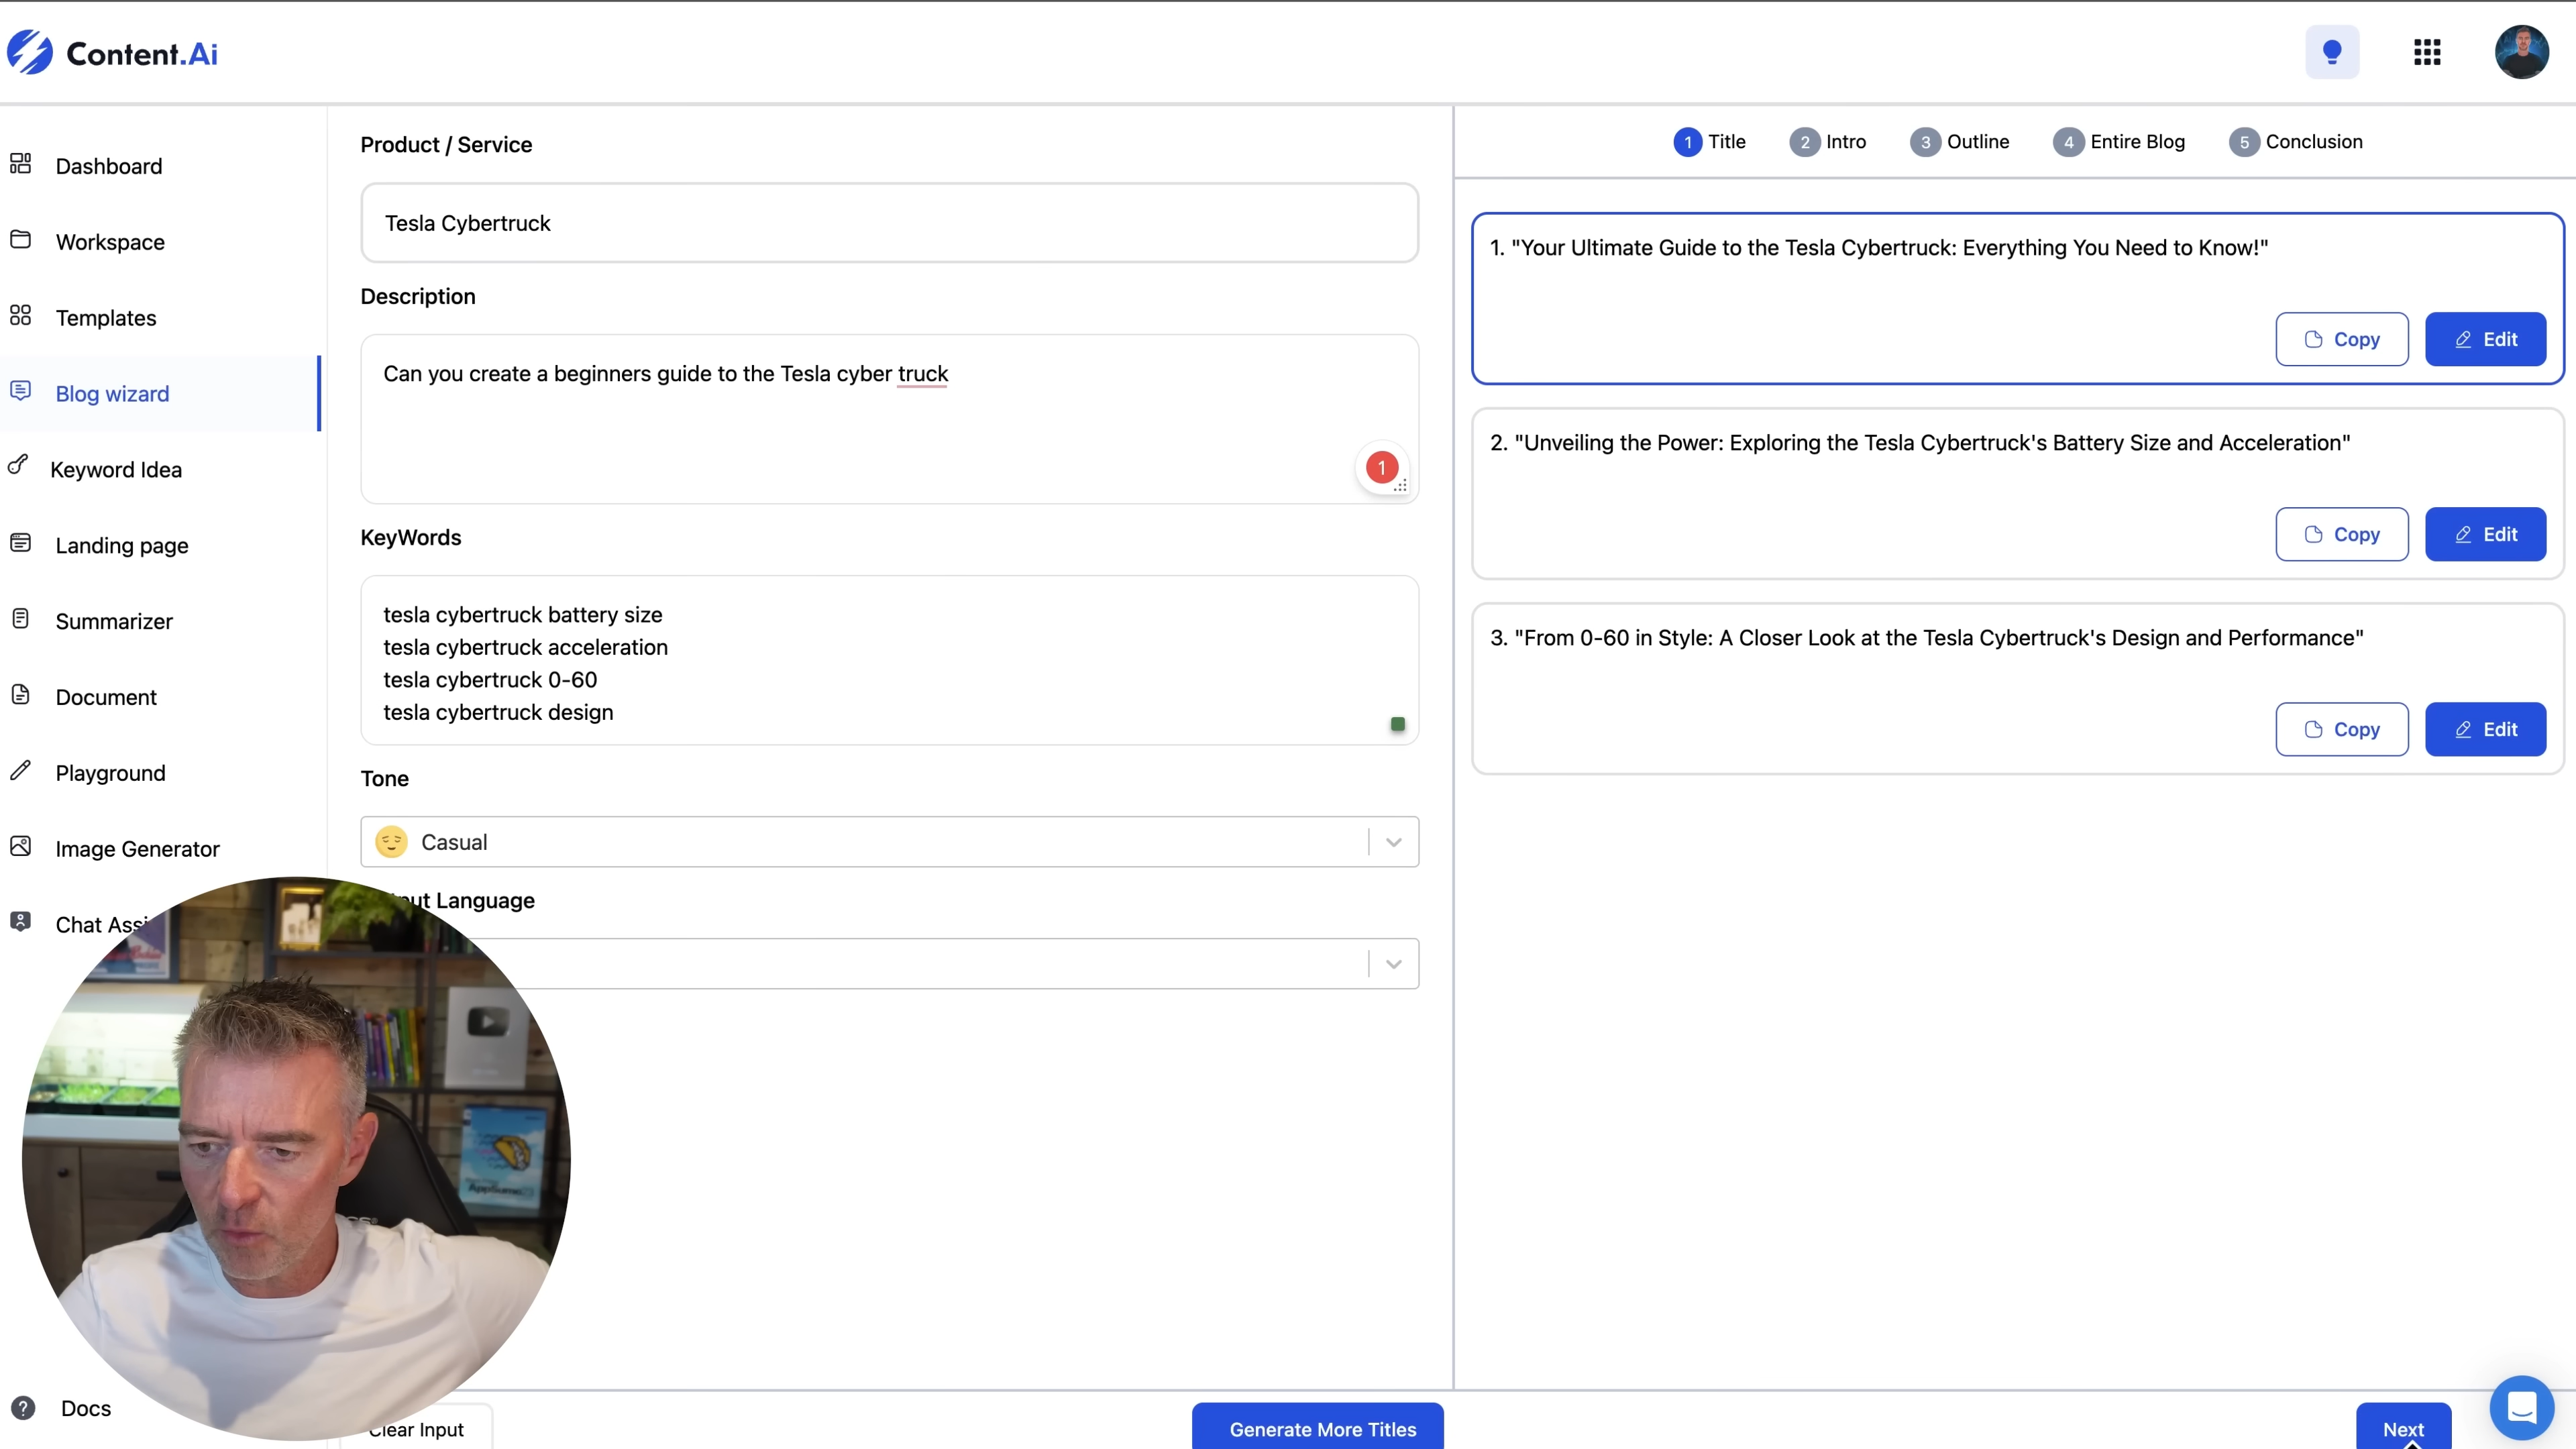 Content.Ai
Dashboard
Workspace
Templates
Blog wizard
Keyword Idea
Landing page
Summarizer
Document
Playground
Image Generator
Chat
Docs
Product / Service
Tesla Cybertruck
Description
Can you create a beginners guide to the Tesla cyber truck
1
KeyWords
tesla cybertruck battery size
tesla cybertruck acceleration
tesla cybertruck 0-60
tesla cybertruck design
Tone
Casual
Language
Clear Input
Generate More Titles
1 Title 2 Intro 3 Outline 4 Entire Blog 5 Conclusion
1. "Your Ultimate Guide to the Tesla Cybertruck: Everything You Need to Know!"
Copy Edit
2. "Unveiling the Power: Exploring the Tesla Cybertruck's Battery Size and Acceleration"
Copy Edit
3. "From 0-60 in Style: A Closer Look at the Tesla Cybertruck's Design and Performance"
Copy Edit
Next